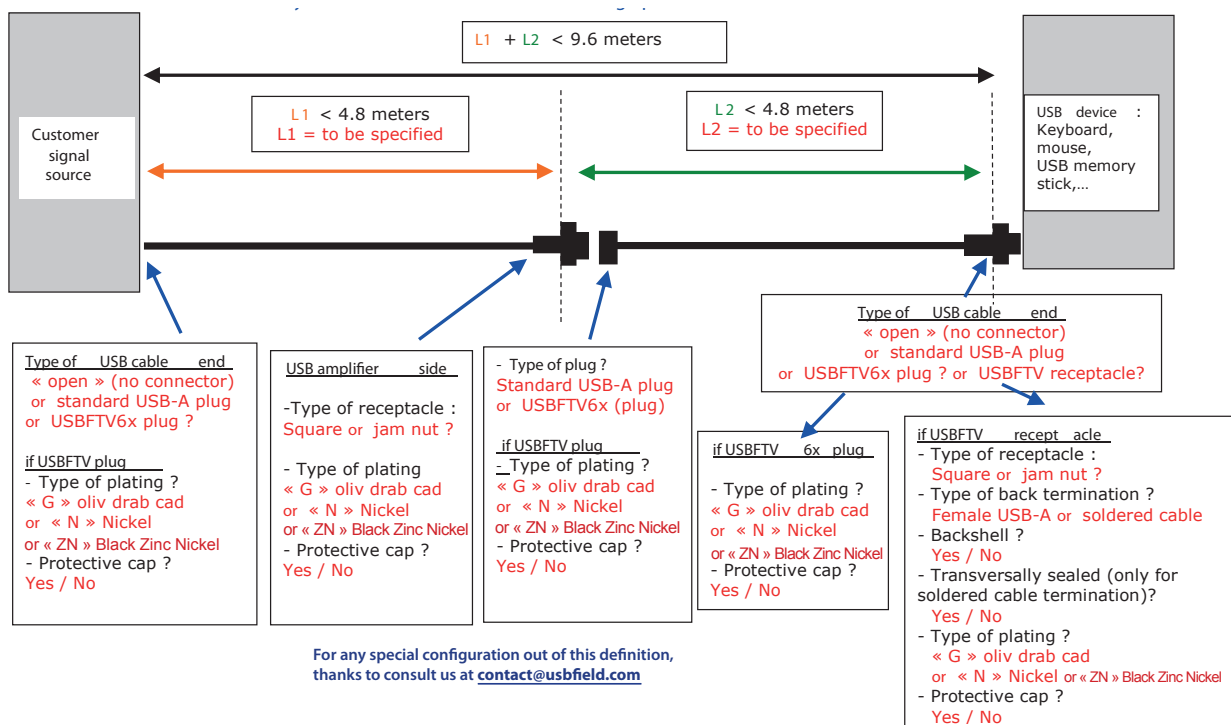 L1 + L2 < 9.6 meters
Customer
signal
source
L1 < 4.8 meters
L1 = to be specified
L2 < 4.8 meters
L2 = to be specified
USB device :
Keyboard,
mouse,
USB memory
stick,...
Type of USB cable end
« open » (no connector)
or standard USB-A plug
or USBFTV6x plug ?
if USBFTV plug
- Type of plating ?
« G » oliv drab cad
or « N » Nickel
or « ZN » Black Zinc Nickel
- Protective cap ?
Yes / No
USB amplifier side
-Type of receptacle :
Square or jam nut ?
- Type of plating
« G » oliv drab cad
or « N » Nickel
or « ZN » Black Zinc Nickel
- Protective cap ?
Yes / No
- Type of plug ?
Standard USB-A plug
or USBFTV6x (plug)
if USBFTV plug
- Type of plating ?
« G » oliv drab cad
or « N » Nickel
or « ZN » Black Zinc Nickel
- Protective cap ?
Yes / No
Type of USB cable end
« open » (no connector)
or standard USB-A plug
or USBFTV6x plug ? or USBFTV receptacle?
if USBFTV 6x plug
- Type of plating ?
« G » oliv drab cad
or « N » Nickel
or « ZN » Black Zinc Nickel
- Protective cap ?
Yes / No
if USBFTV recept acle
- Type of receptacle :
Square or jam nut ?
- Type of back termination ?
Female USB-A or soldered cable
- Backshell ?
Yes / No
- Transversally sealed (only for
soldered cable termination)?
Yes / No
- Type of plating ?
« G » oliv drab cad
or « N » Nickel or « ZN » Black Zinc Nickel
- Protective cap ?
Yes / No
For any special configuration out of this definition,
thanks to consult us at contact@usbfield.com